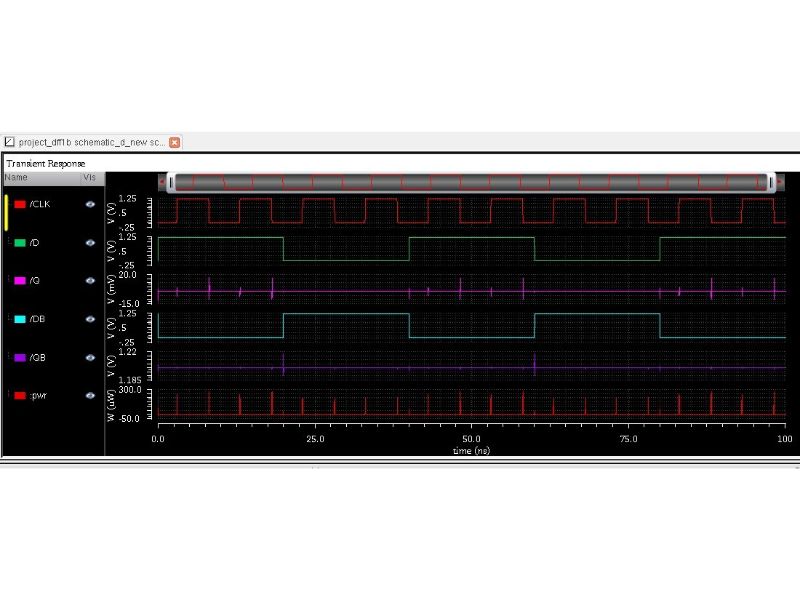 project_dff1b schematic_d_new sc...
Transient Response
Name Vis
/CLK
V (V) 1.25 .5 -.25
/D
V (V) 1.25 .5 -.25
/Q
V (mV) 20.0 -15.0
/DB
V (V) 1.25 .5 -.25
/QB
V (V) 1.22 1.185
:pwr
W (uW) 300.0 -50.0
0.0 25.0 50.0 75.0 100
time (ns)